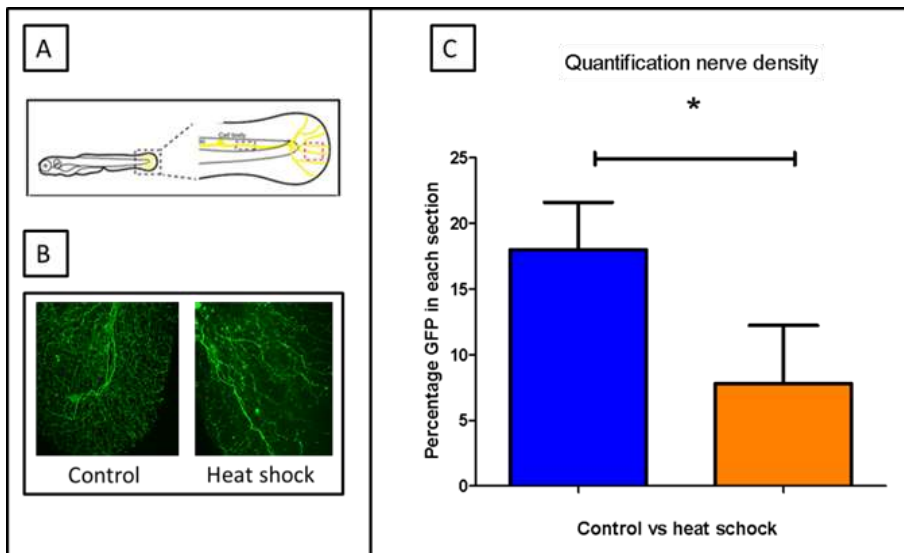 A
Cell body
B
Control
Heat shock
C
Quantification nerve density
*
Percentage GFP in each section
25
20
15
10
5
0
Control vs heat schock